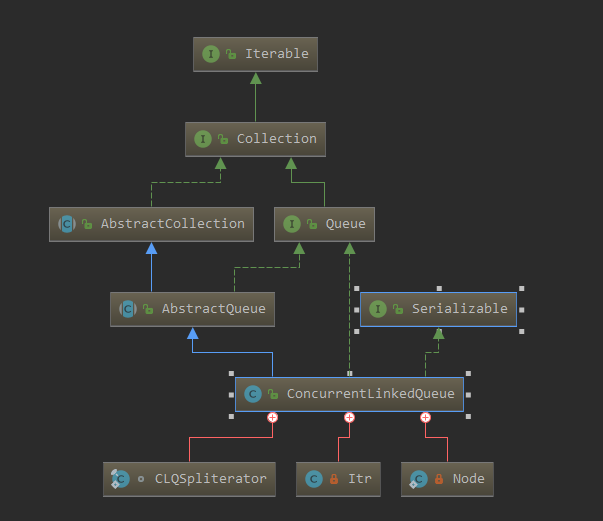 I Iterable
I Collection
C AbstractCollection
I Queue
C AbstractQueue
I Serializable
C ConcurrentLinkedQueue
C CLQSpliterator
C Itr
C Node